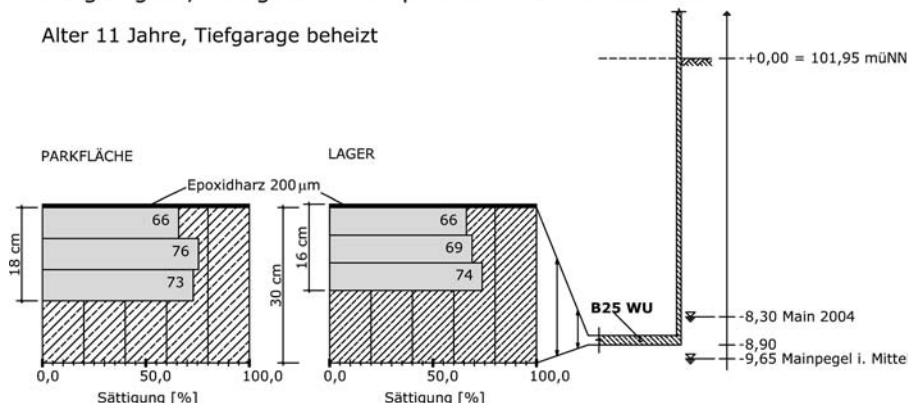 Alter 11 Jahre, Tiefgarage beheizt
+0,00 = 101,95 müNN
PARKFLÄCHE
LAGER
Epoxidharz 200 µm
66
76
73
18 cm
30 cm
66
69
74
16 cm
B25 WU
-8,30 Main 2004
-8,90
-9,65 Mainpegel i. Mittel
0,0 50,0 100,0
Sättigung [%]
0,0 50,0 100,0
Sättigung [%]